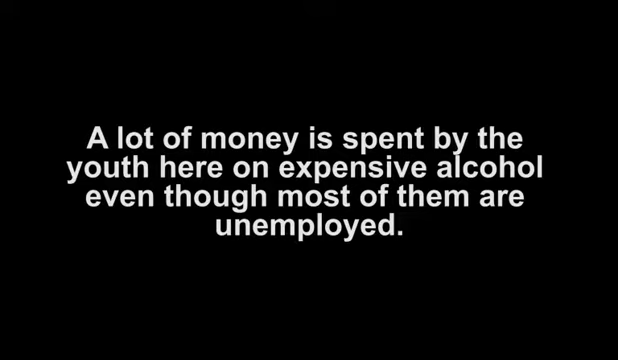 A lot of money is spent by the
youth here on expensive alcohol
even though most of them are
unemployed.